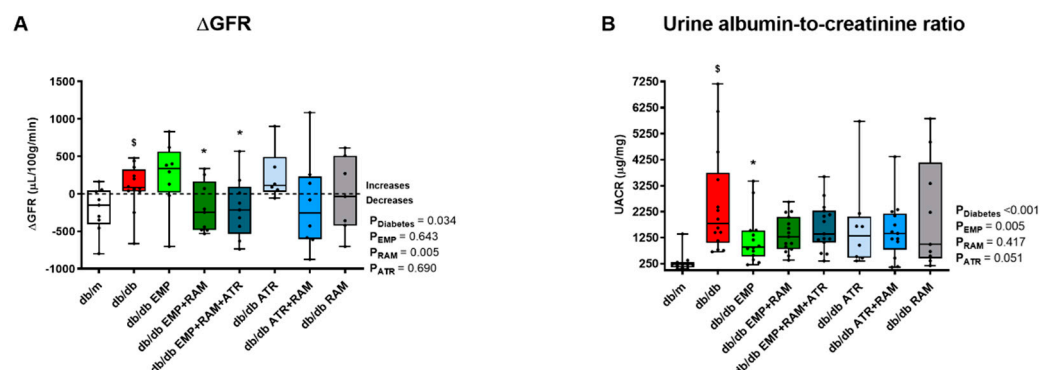 A
ΔGFR
ΔGFR (µL/100g/min)
1500
1000
500
0
-500
-1000
$
*
*
Increases
Decreases
PDiabetes = 0.034
PEMP = 0.643
PRAM = 0.005
PATR = 0.690
db/m
db/db
db/db EMP
db/db EMP+RAM
db/db EMP+RAM+ATR
db/db ATR
db/db ATR+RAM
db/db RAM
B
Urine albumin-to-creatinine ratio
UACR (µg/mg)
7250
6250
5250
4250
3250
2250
1250
250
$
*
PDiabetes <0.001
PEMP = 0.005
PRAM = 0.417
PATR = 0.051
db/m
db/db
db/db EMP
db/db EMP+RAM
db/db EMP+RAM+ATR
db/db ATR
db/db ATR+RAM
db/db RAM